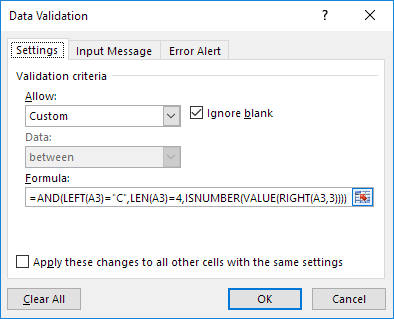 Data Validation ? ×
Settings Input Message Error Alert
Validation criteria
Allow:
Custom Ignore blank
Data:
between
Formula:
=AND(LEFT(A3)="C",LEN(A3)=4,ISNUMBER(VALUE(RIGHT(A3,3))))
Apply these changes to all other cells with the same settings
Clear All OK Cancel